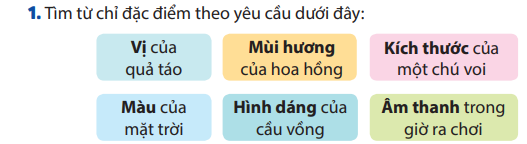 1. Tìm từ chỉ đặc điểm theo yêu cầu dưới đây:
Vị của
quả táo
Mùi hương
của hoa hồng
Kích thước của
một chú voi
Màu của
mặt trời
Hình dáng của
cầu vồng
Âm thanh trong
giờ ra chơi